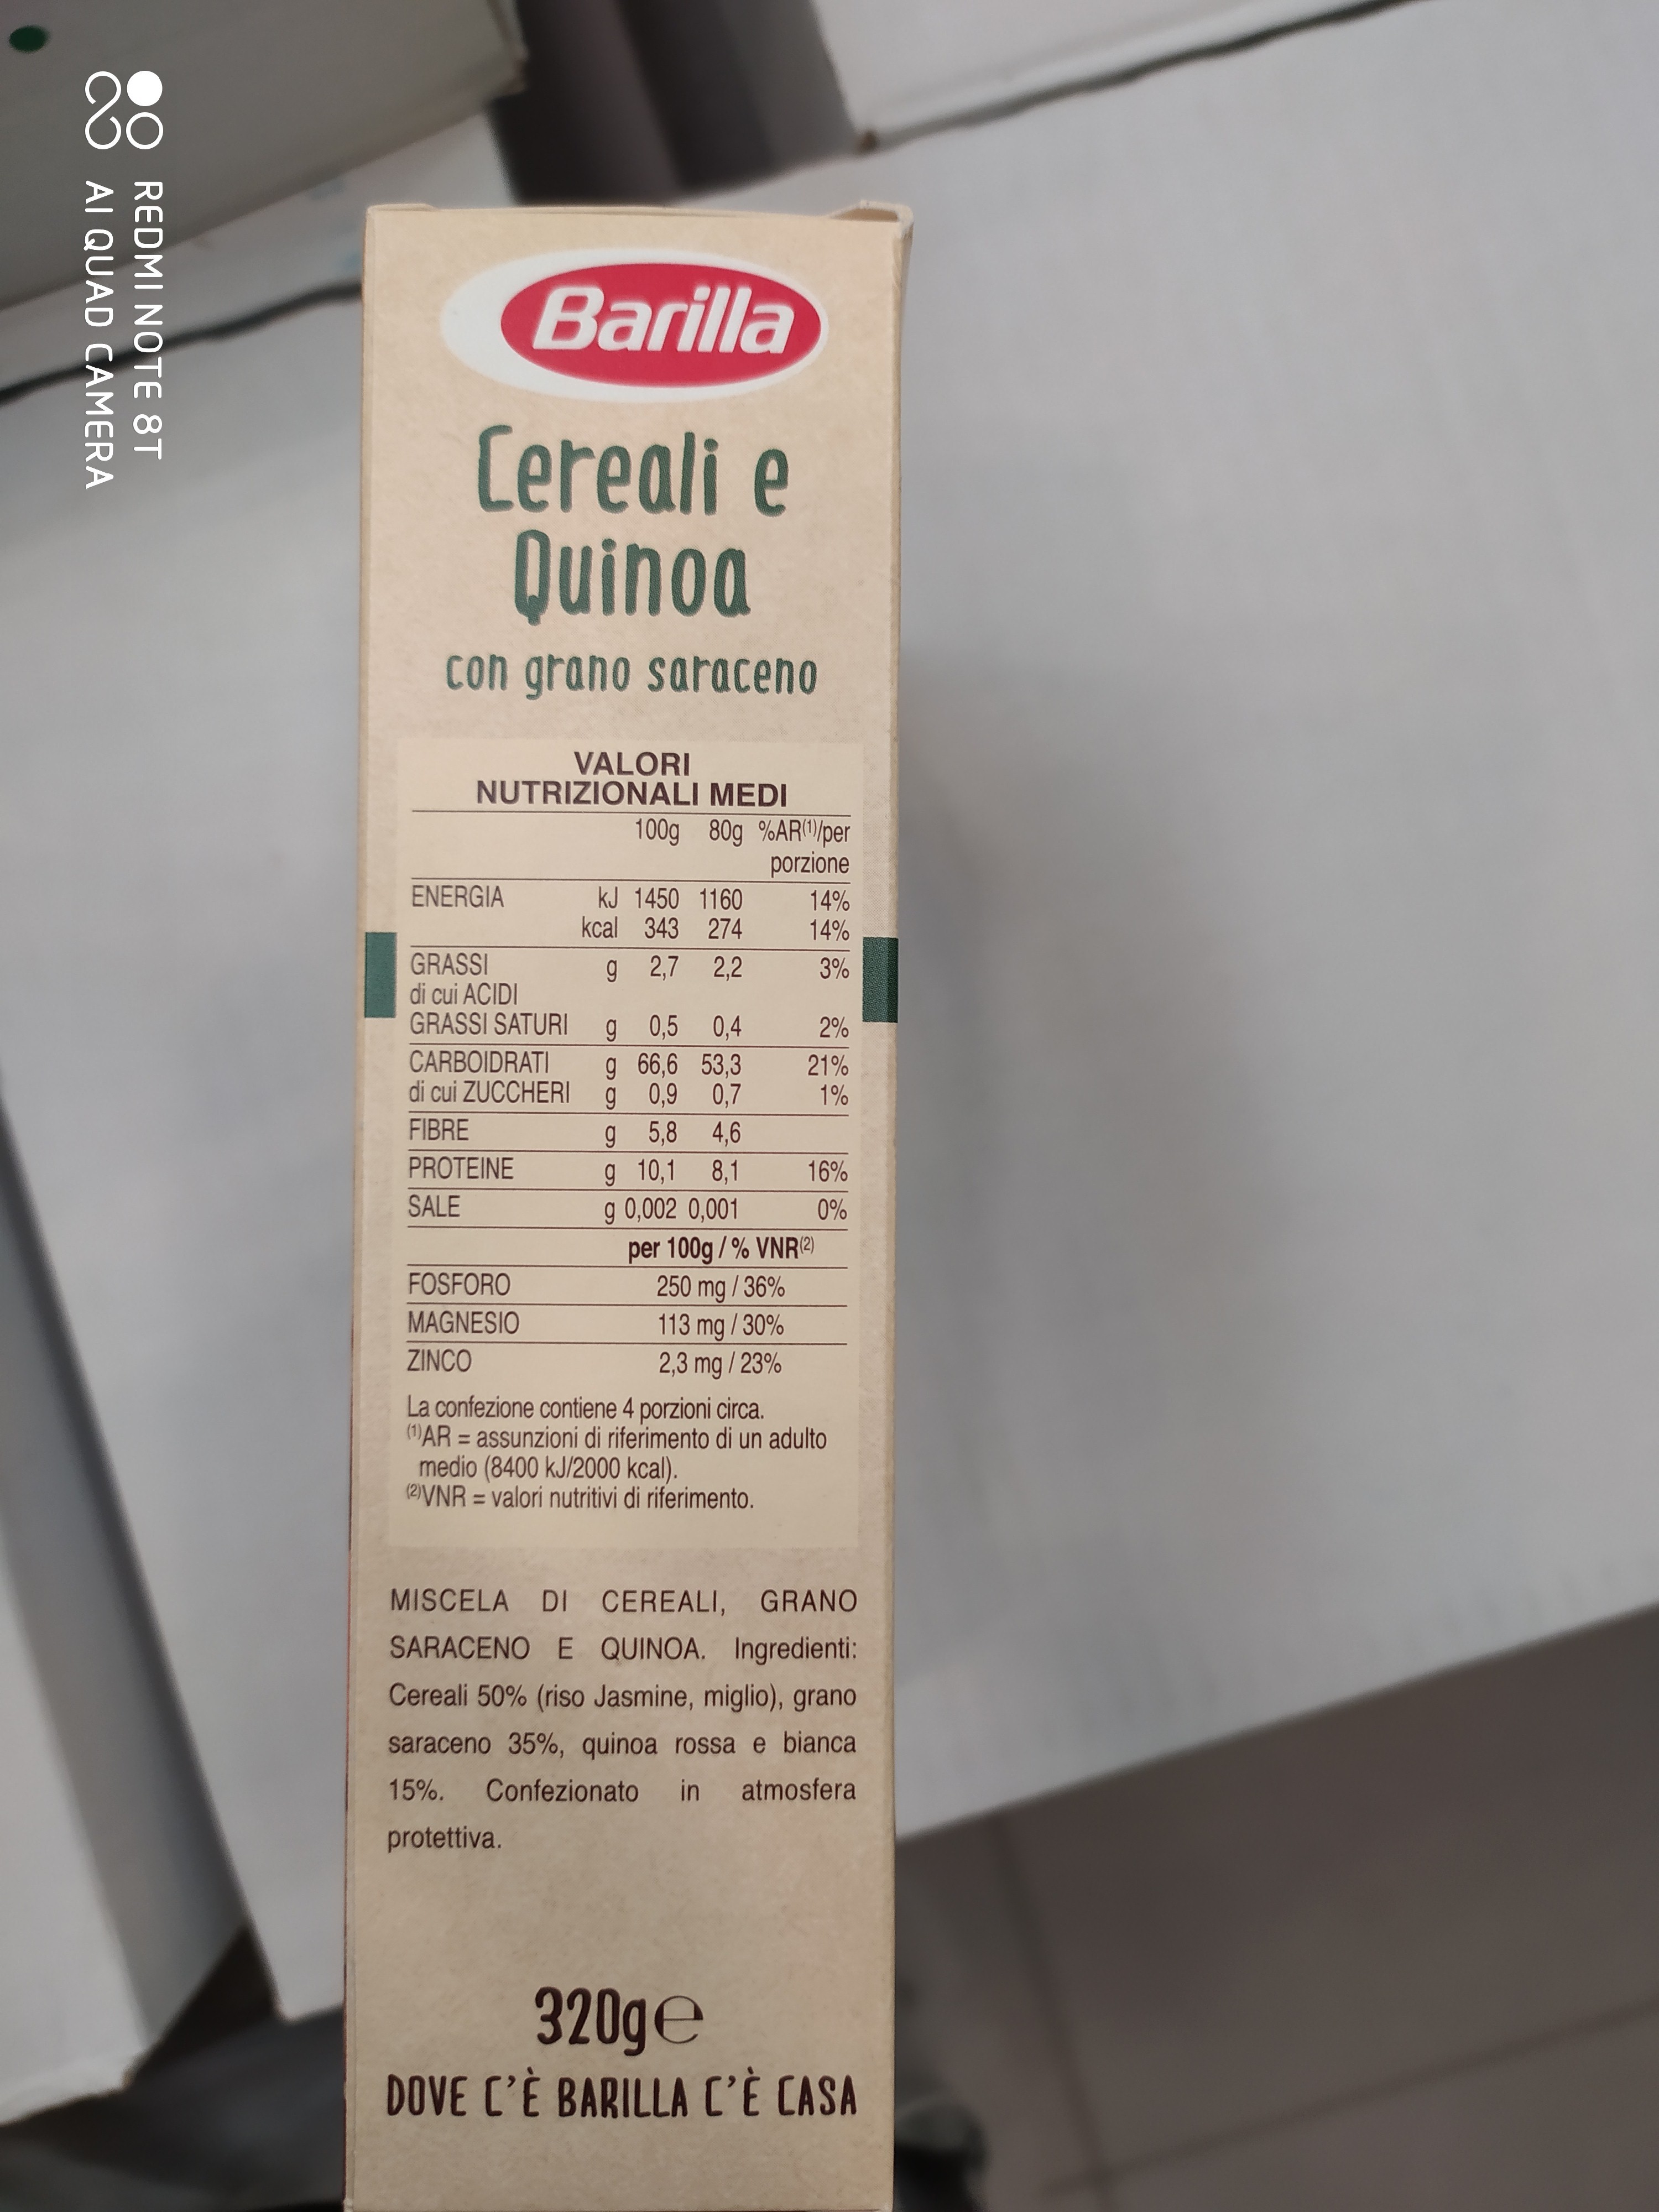 REDMI NOTE 8T
AI QUAD CAMERA
Barilla
Cereali e
Quinoa
con grano saraceno
VALORI
NUTRIZIONALI MEDI
100g 80g %AR(1)/per
porzione
ENERGIA kJ 1450 1160 14%
kcal 343 274 14%
GRASSI g 2,7 2,2 3%
di cui ACIDI
GRASSI SATURI g 0,5 0,4 2%
CARBOIDRATI g 66,6 53,3 21%
di cui ZUCCHERI g 0,9 0,7 1%
FIBRE g 5,8 4,6
PROTEINE g 10,1 8,1 16%
SALE g 0,002 0,001 0%
per 100g / % VNR(2)
FOSFORO 250 mg / 36%
MAGNESIO 113 mg / 30%
ZINCO 2,3 mg / 23%
La confezione contiene 4 porzioni circa.
(1)AR = assunzioni di riferimento di un adulto
medio (8400 kJ/2000 kcal).
(2)VNR = valori nutritivi di riferimento.
MISCELA DI CEREALI, GRANO
SARACENO E QUINOA. Ingredienti:
Cereali 50% (riso Jasmine, miglio), grano
saraceno 35%, quinoa rossa e bianca
15%. Confezionato in atmosfera
protettiva.
320g℮
DOVE C'È BARILLA C'È CASA